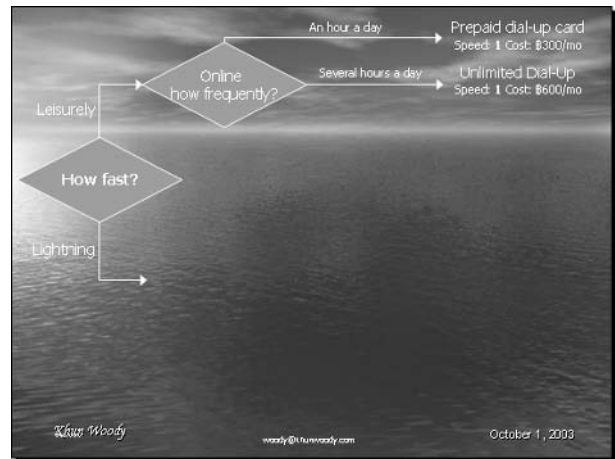 An hour a day
Prepaid dial-up card
Speed: 1 Cost: ฿300/mo
Online
how frequently?
Several hours a day
Unlimited Dial-Up
Speed: 1 Cost: ฿600/mo
Leisurely
How fast?
Lightning
Khun Woody
woody@khunwoody.com
October 1, 2003